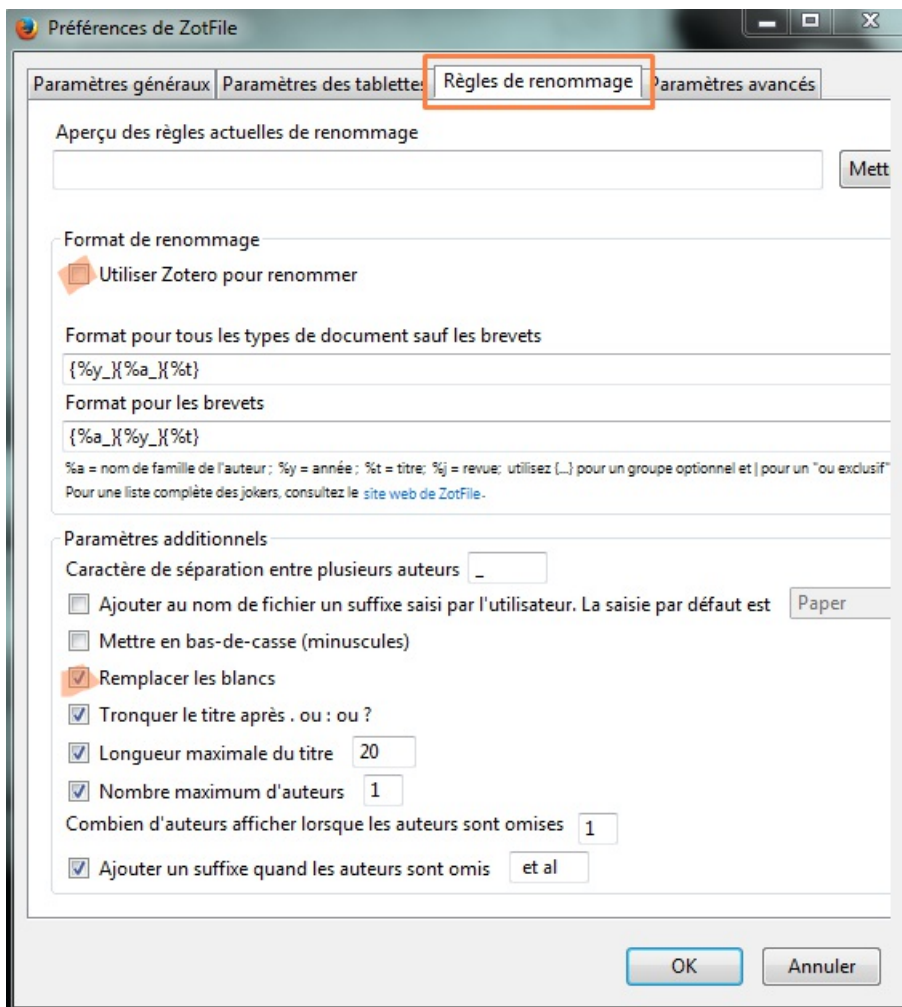 Préférences de ZotFile
Paramètres généraux Paramètres des tablettes Règles de renommage Paramètres avancés
Aperçu des règles actuelles de renommage
Mett
Format de renommage
Utiliser Zotero pour renommer
Format pour tous les types de document sauf les brevets
{%y_}{%a_}{%t}
Format pour les brevets
{%a_}{%y_}{%t}
%a = nom de famille de l'auteur ; %y = année ; %t = titre; %j = revue; utilisez {...} pour un groupe optionnel et | pour un "ou exclusif"
Pour une liste complète des jokers, consultez le site web de ZotFile.
Paramètres additionnels
Caractère de séparation entre plusieurs auteurs _
Ajouter au nom de fichier un suffixe saisi par l'utilisateur. La saisie par défaut est Paper
Mettre en bas-de-casse (minuscules)
Remplacer les blancs
Tronquer le titre après . ou : ou ?
Longueur maximale du titre 20
Nombre maximum d'auteurs 1
Combien d'auteurs afficher lorsque les auteurs sont omises 1
Ajouter un suffixe quand les auteurs sont omis et al
OK Annuler